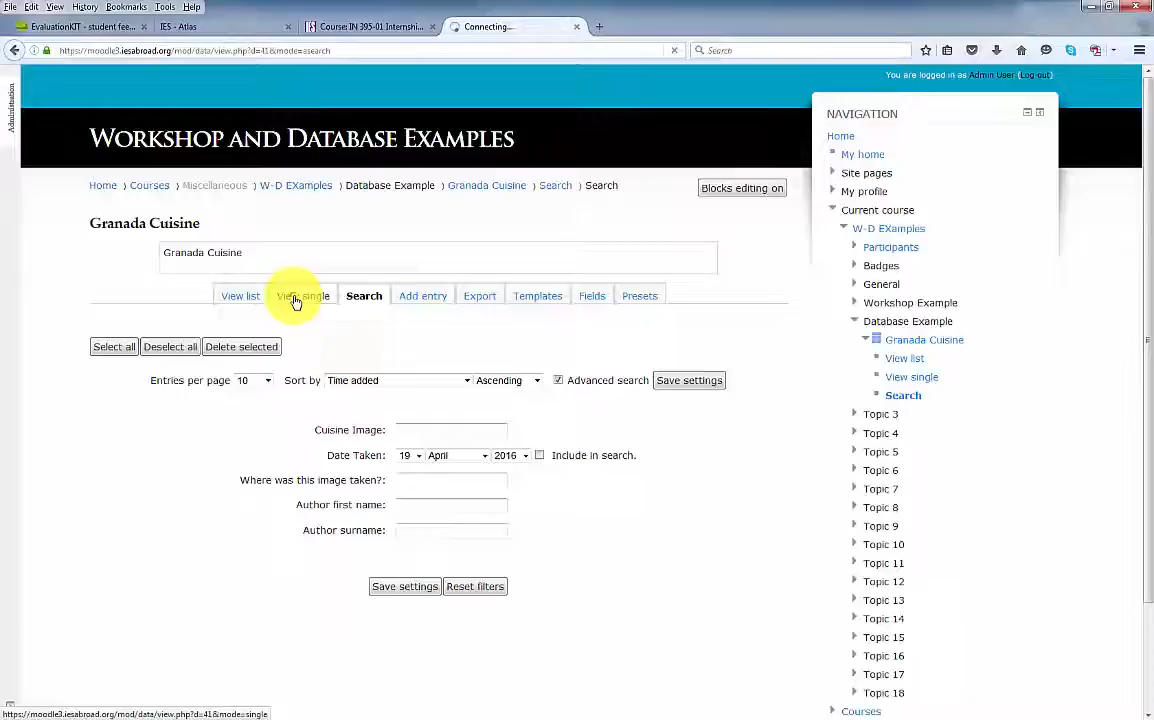 File Edit View History Bookmarks Tools Help
EvaluationKIT - student fee... IES - Atlas Course: IN 395-01 Internshi... Connecting...
https://moodle3.iesabroad.org/mod/data/view.php?d=41&mode=asearch Search
Administration
You are logged in as Admin User (Log out)
WORKSHOP AND DATABASE EXAMPLES
Home Courses Miscellaneous W-D EXamples Database Example Granada Cuisine Search Search
Blocks editing on
Granada Cuisine
Granada Cuisine
View list View single Search Add entry Export Templates Fields Presets
Select all Deselect all Delete selected
Entries per page 10 Sort by Time added Ascending Advanced search Save settings
Cuisine Image:
Date Taken: 19 April 2016 Include in search.
Where was this image taken?:
Author first name:
Author surname:
Save settings Reset filters
NAVIGATION
Home
My home
Site pages
My profile
Current course
W-D EXamples
Participants
Badges
General
Workshop Example
Database Example
Granada Cuisine
View list
View single
Search
Topic 3
Topic 4
Topic 5
Topic 6
Topic 7
Topic 8
Topic 9
Topic 10
Topic 11
Topic 12
Topic 13
Topic 14
Topic 15
Topic 16
Topic 17
Topic 18
Courses
https://moodle3.iesabroad.org/mod/data/view.php?d=41&mode=single